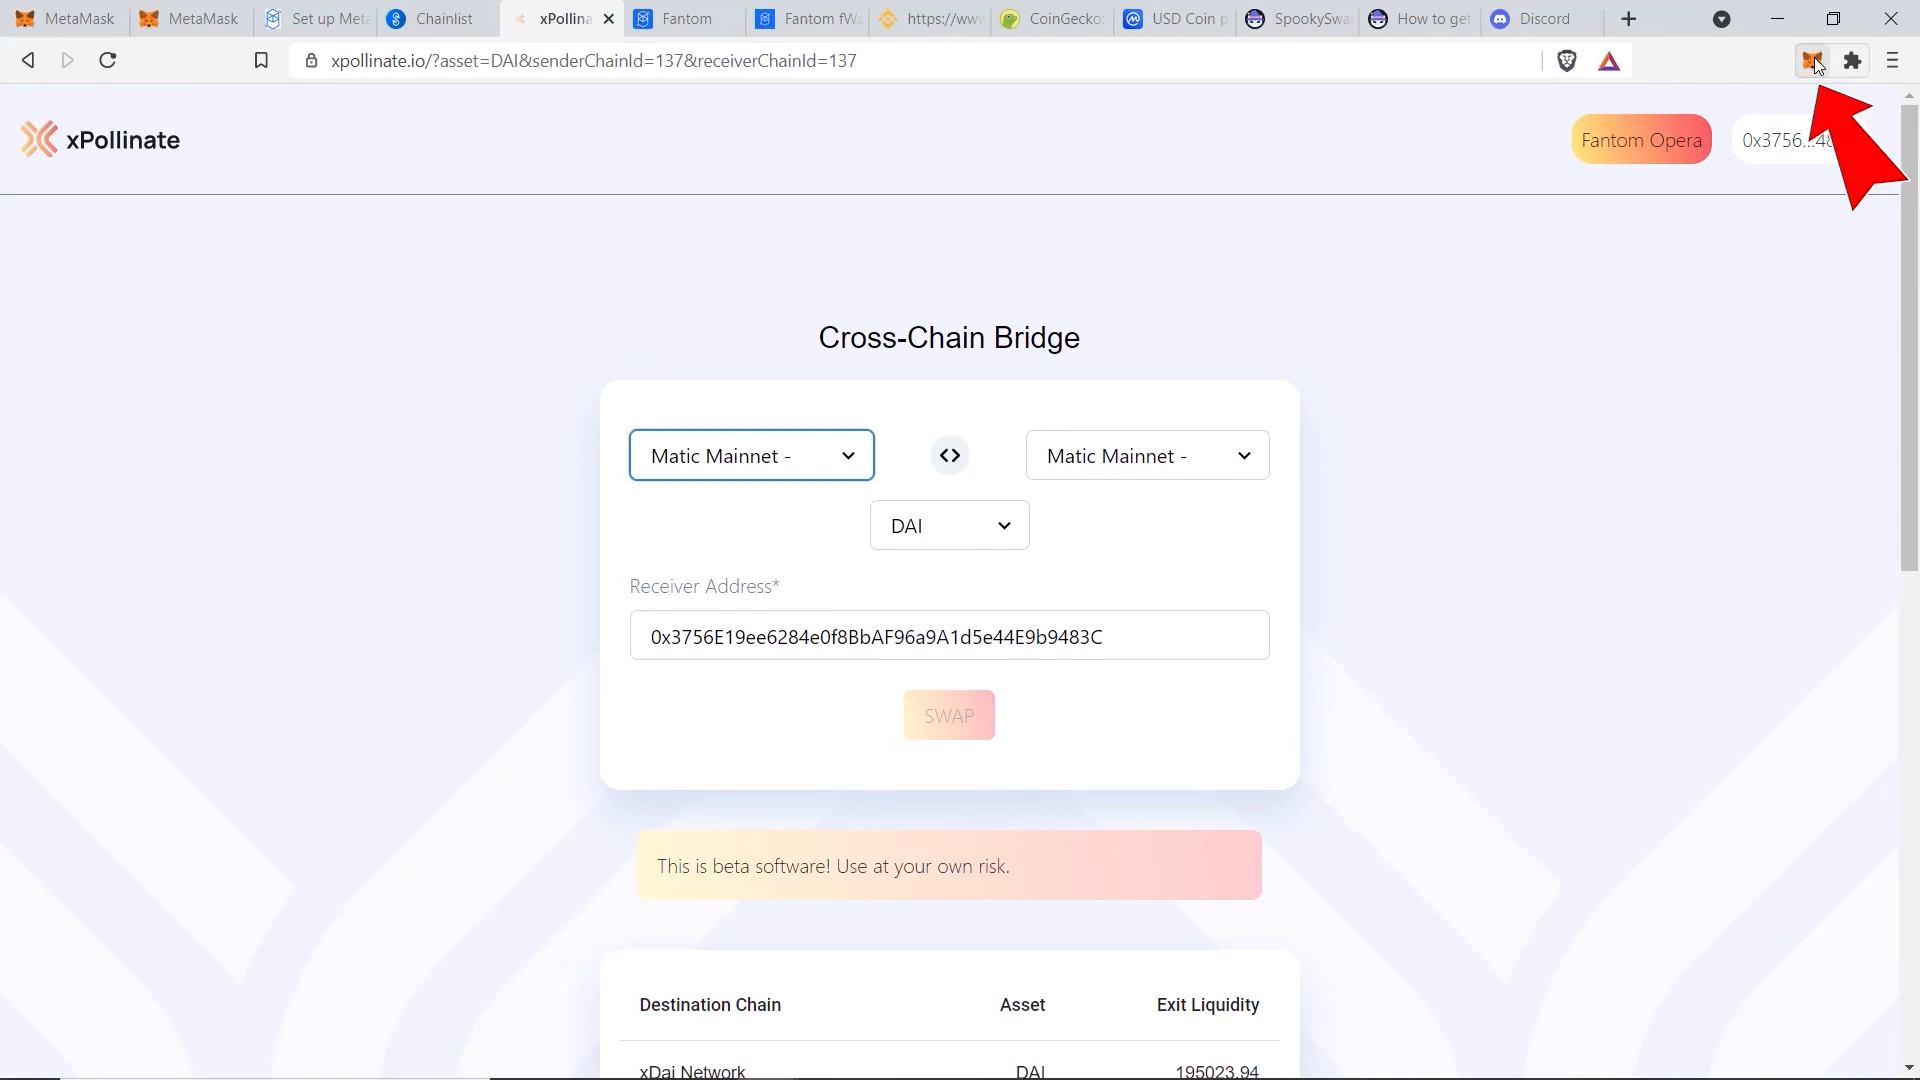 MetaMask
MetaMask
Set up Meta
Chainlist
xPollina
Fantom
Fantom fWa
https://www
CoinGecko:
USD Coin p
SpookySwa
How to get
Discord
xpollinate.io/?asset=DAI&senderChainId=137&receiverChainId=137
xPollinate
Fantom Opera
0x3756...48
Cross-Chain Bridge
Matic Mainnet -
Matic Mainnet -
DAI
Receiver Address*
0x3756E19ee6284e0f8BbAF96a9A1d5e44E9b9483C
SWAP
This is beta software! Use at your own risk.
Destination Chain Asset Exit Liquidity
xDai Network DAI 195023.94